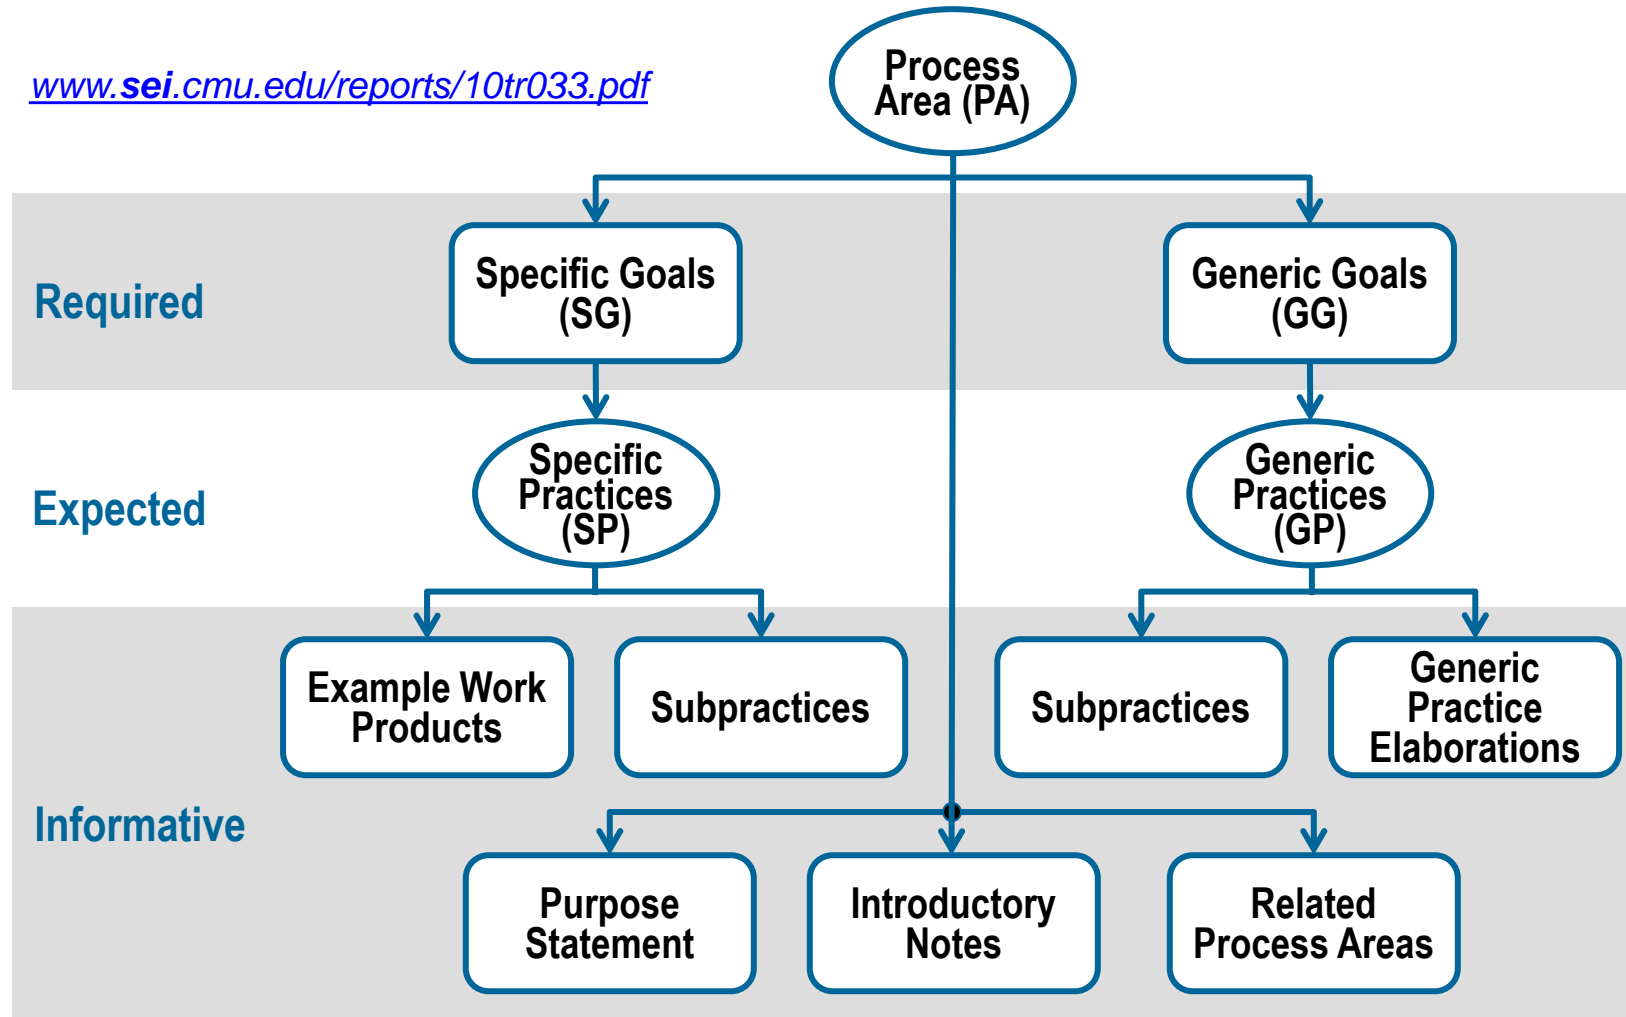 www.sei.cmu.edu/reports/10tr033.pdf
Process
Area (PA)
Required
Specific Goals
(SG)
Generic Goals
(GG)
Expected
Specific
Practices
(SP)
Generic
Practices
(GP)
Informative
Example Work
Products
Subpractices
Subpractices
Generic
Practice
Elaborations
Purpose
Statement
Introductory
Notes
Related
Process Areas